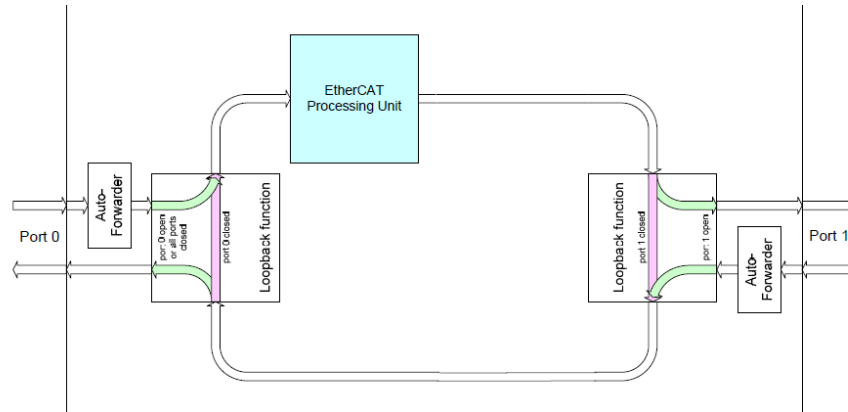 EtherCAT
Processing Unit
Auto-
Forwarder
Port 0
port: 0 open
or all ports
closed
port 0 closed
Loopback function
Loopback function
port 1 closed
port: 1 open
Port 1
Auto-
Forwarder